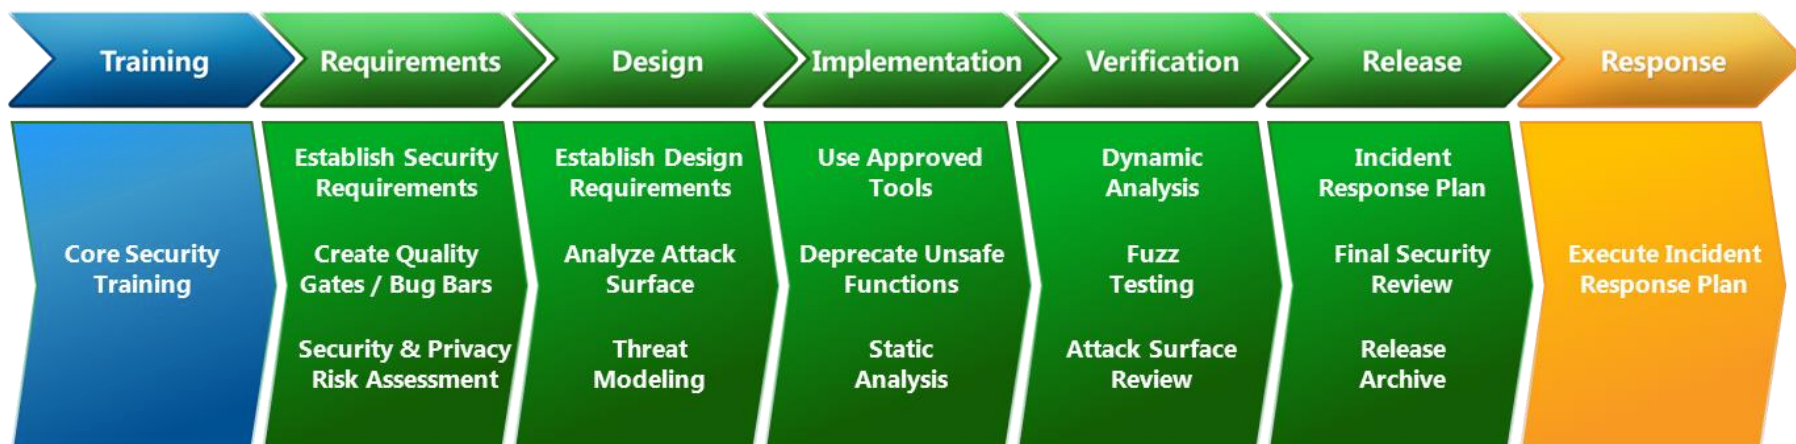 Training
Requirements
Design
Implementation
Verification
Release
Response
Core Security
Training
Establish Security
Requirements
Create Quality
Gates / Bug Bars
Security & Privacy
Risk Assessment
Establish Design
Requirements
Analyze Attack
Surface
Threat
Modeling
Use Approved
Tools
Deprecate Unsafe
Functions
Static
Analysis
Dynamic
Analysis
Fuzz
Testing
Attack Surface
Review
Incident
Response Plan
Final Security
Review
Release
Archive
Execute Incident
Response Plan